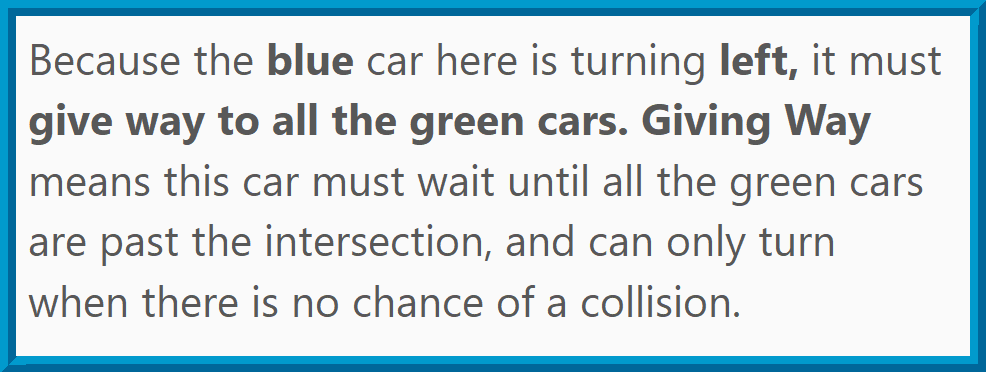 Because the blue car here is turning left, it must
give way to all the green cars. Giving Way
means this car must wait until all the green cars
are past the intersection, and can only turn
when there is no chance of a collision.